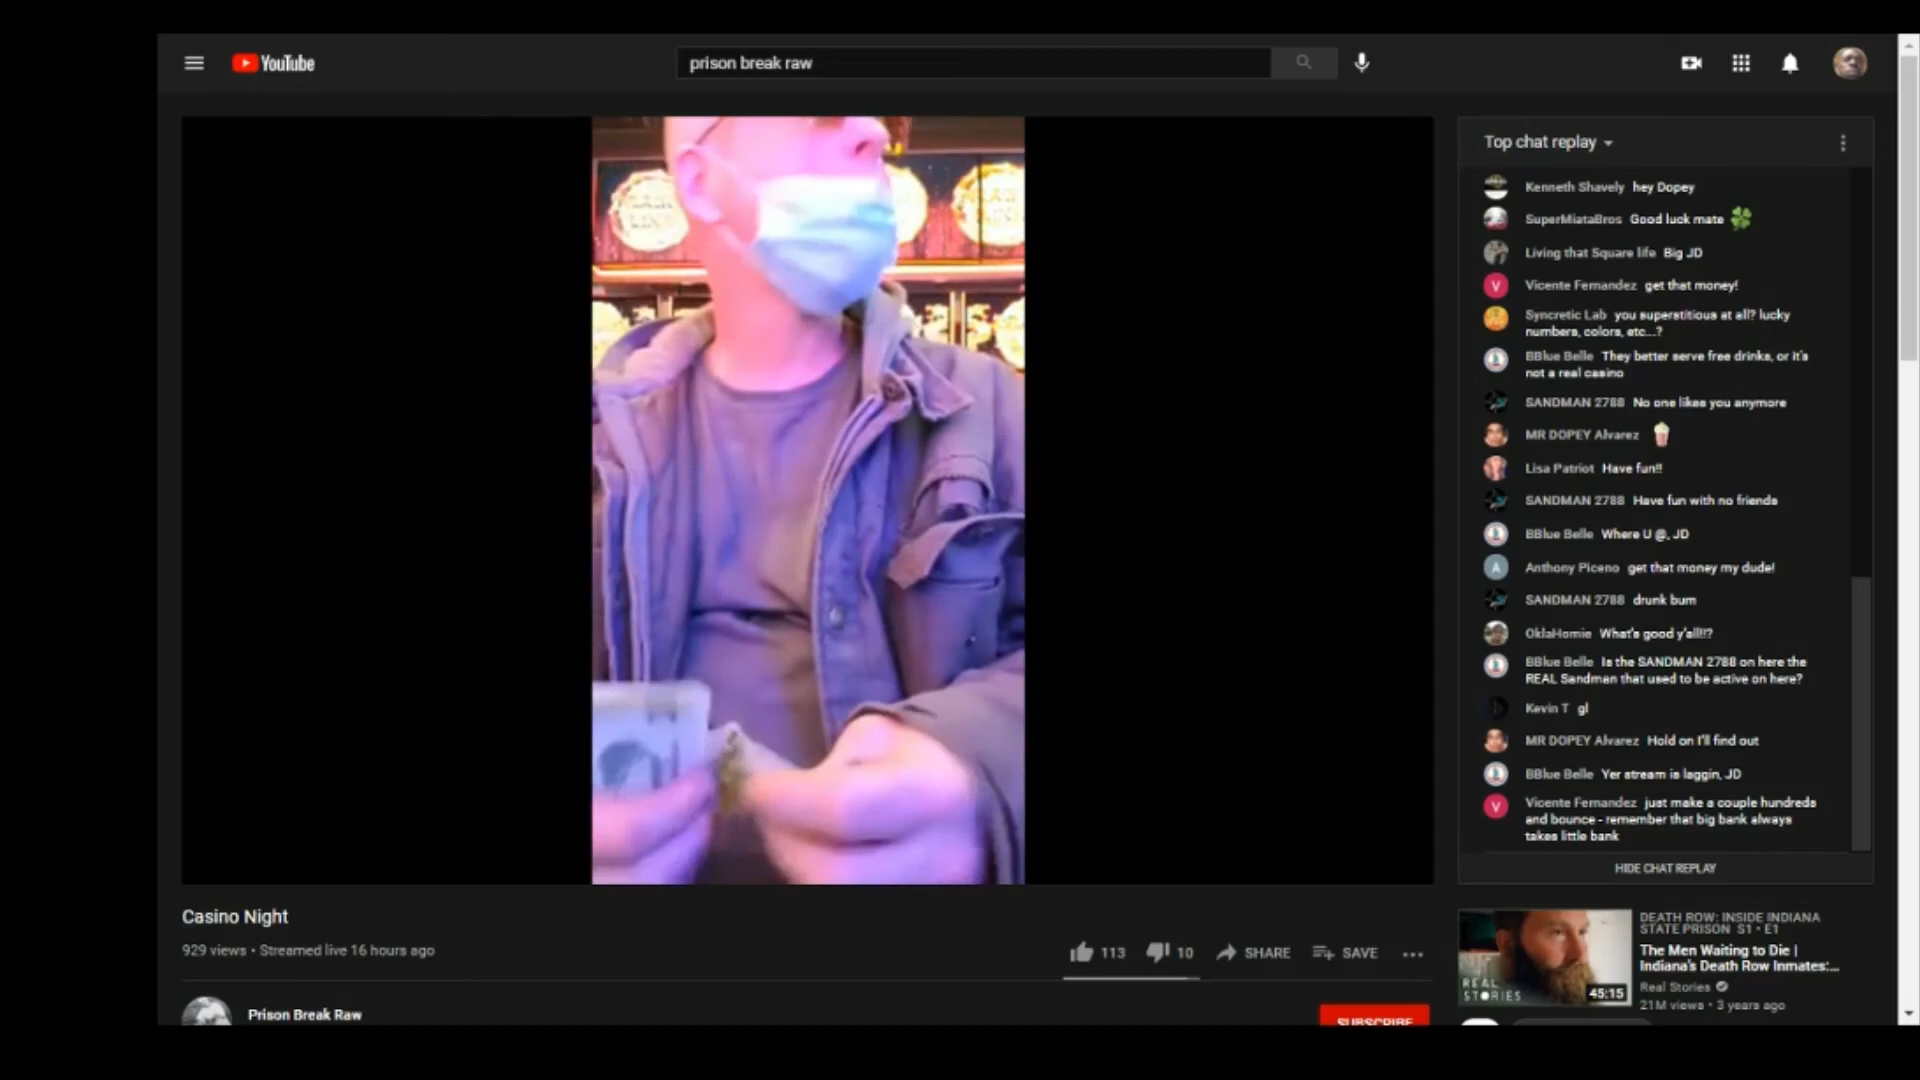 YouTube
prison break raw
Top chat replay
Kenneth Shavely hey Dopey
SuperMiataBros Good luck mate
Living that Square life Big JD
V
Vicente Fernandez get that money!
Syncretic Lab you superstitious at all? lucky
numbers, colors, etc...?
BBlue Belle They better serve free drinks, or it's
not a real casino
SANDMAN 2788 No one likes you anymore
MR DOPEY Alvarez
Lisa Patriot Have fun!!
SANDMAN 2788 Have fun with no friends
BBlue Belle Where U @, JD
A
Anthony Piceno get that money my dude!
SANDMAN 2788 drunk bum
OklaHomie What's good y'all!!?
BBlue Belle Is the SANDMAN 2788 on here the
REAL Sandman that used to be active on here?
Kevin T gl
MR DOPEY Alvarez Hold on I'll find out
BBlue Belle Yer stream is laggin, JD
V
Vicente Fernandez just make a couple hundreds
and bounce - remember that big bank always
takes little bank
HIDE CHAT REPLAY
Casino Night
929 views • Streamed live 16 hours ago
113
10
SHARE
SAVE
Prison Break Raw
SUBSCRIBE
REAL
STORIES
45:15
DEATH ROW: INSIDE INDIANA
STATE PRISON S1 • E1
The Men Waiting to Die |
Indiana's Death Row Inmates:...
Real Stories
21M views • 3 years ago